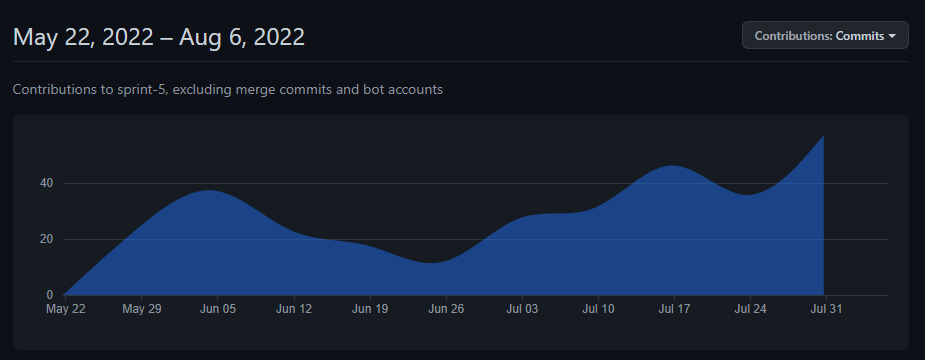 May 22, 2022 – Aug 6, 2022
Contributions: Commits
Contributions to sprint-5, excluding merge commits and bot accounts
40
20
0
May 22 May 29 Jun 05 Jun 12 Jun 19 Jun 26 Jul 03 Jul 10 Jul 17 Jul 24 Jul 31